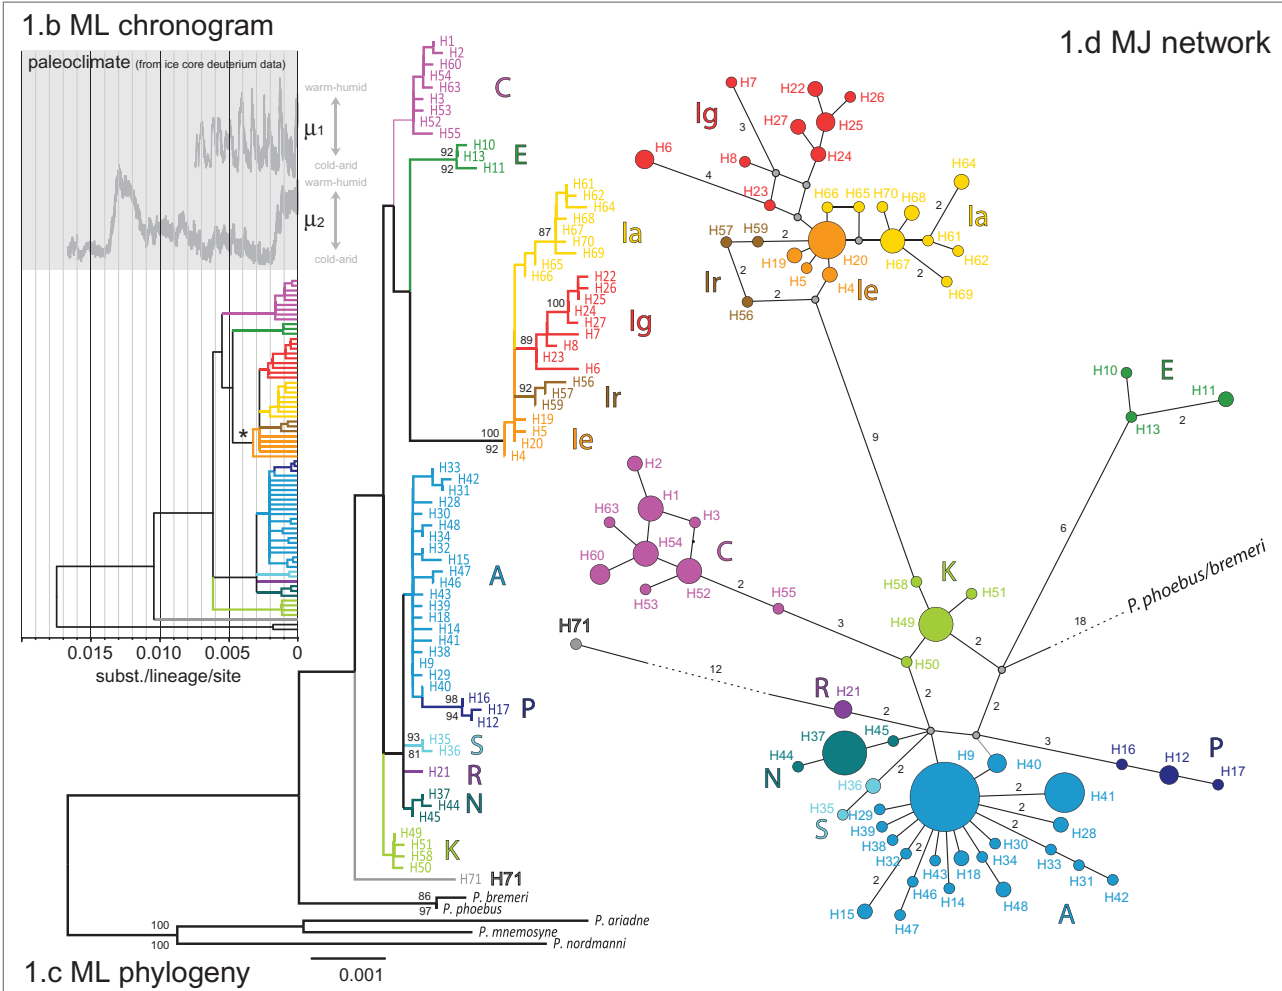 1.b ML chronogram
paleoclimate (from ice core deuterium data)
warm-humid
μ1
cold-arid
warm-humid
μ2
cold-arid
*
0.015
0.010
0.005
0
subst./lineage/site
H1
H2
H60
H54
H63
H3
H53
H52
H55
C
92
92
H10
H13
H11
E
H61
H62
H64
H68
H67
H70
H69
H65
H66
87
Ia
H22
H26
H25
H24
H27
H7
H8
H23
H6
100
89
Ig
92
H56
H57
H59
Ir
H19
H5
H20
H4
100
92
Ie
H33
H42
H31
H28
H30
H48
H34
H32
H15
H47
H46
H43
H39
H18
H14
H41
H38
H9
H29
H40
A
98
94
H16
H17
H12
P
93
81
H35
H36
S
H21
R
H37
H44
H45
N
H49
H51
H58
H50
K
H71
H71
86
97
P. bremeri
P. phoebus
100
100
P. ariadne
P. mnemosyne
P. nordmanni
0.001
1.c ML phylogeny
1.d MJ network
H7
H22
H26
Ig
H27
H25
3
H6
H8
H24
4
H23
H64
H66
H65
H70
H68
2
Ia
H57
H59
2
H61
H62
H19
H20
H67
H5
2
H69
Ir
2
H4
Ie
2
H56
9
H10
E
H11
H13
2
6
H2
H1
H63
H3
H54
C
H60
H52
H53
2
H55
3
H58
K
H51
H49
2
H50
P. phoebus/bremeri
18
H71
12
2
2
R
H21
2
H37
H45
H44
N
2
H36
H35
S
H9
H40
3
H16
H12
P
H17
2
H41
2
H28
2
H29
H39
H38
H32
2
H30
H34
H33
H31
H42
H43
H18
H46
H14
H48
2
H15
H47
A